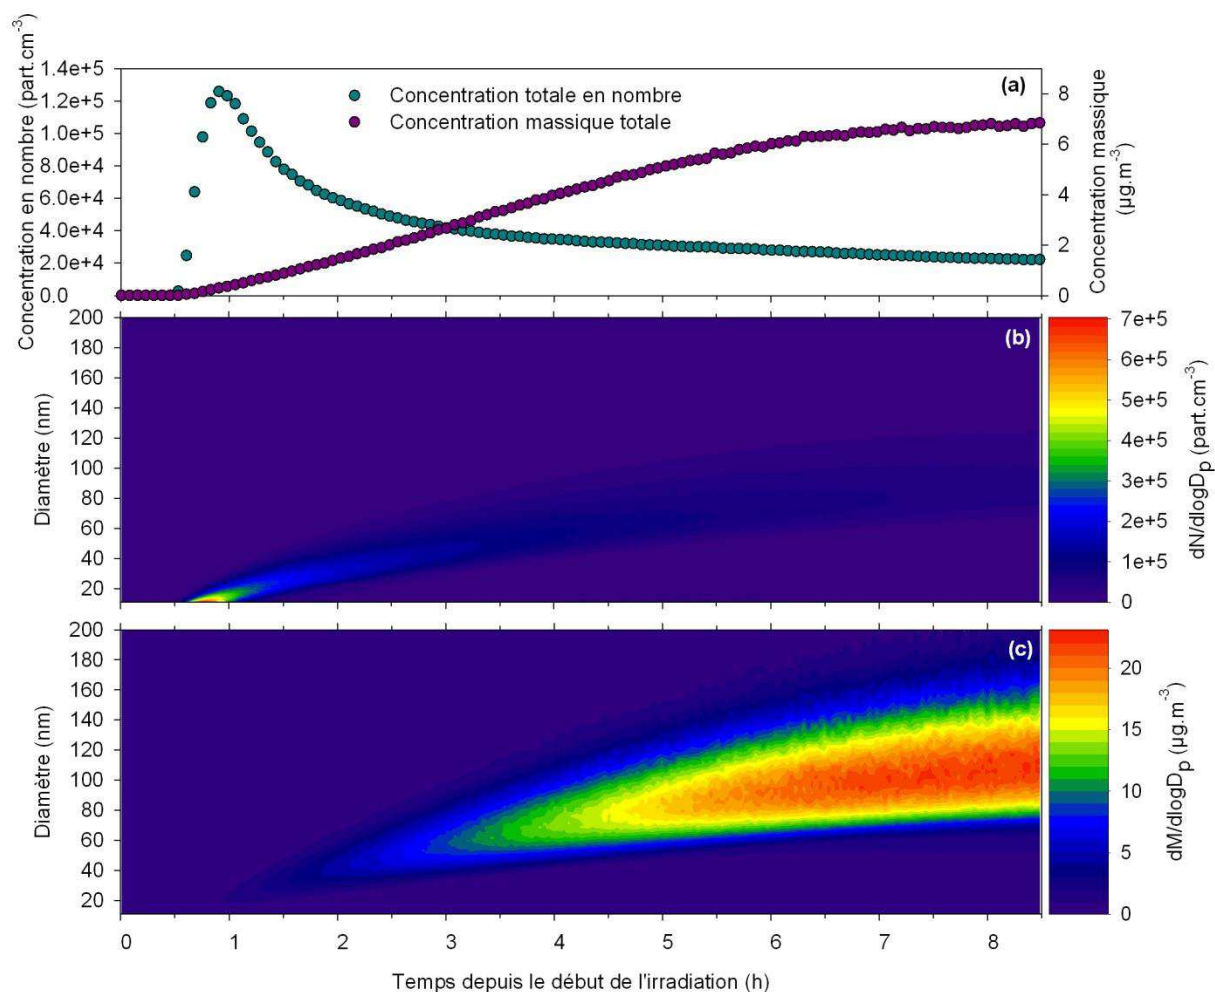 (a)
Concentration en nombre (part.cm-3)
1.4e+5
1.2e+5
1.0e+5
8.0e+4
6.0e+4
4.0e+4
2.0e+4
0.0
Concentration totale en nombre
Concentration massique totale
8
6
4
2
0
Concentration massique
(µg.m-3)
(b)
Diamètre (nm)
200
180
160
140
120
100
80
60
40
20
7e+5
6e+5
5e+5
4e+5
3e+5
2e+5
1e+5
0
dN/dlogDp (part.cm-3)
(c)
Diamètre (nm)
200
180
160
140
120
100
80
60
40
20
20
15
10
5
0
dM/dlogDp (µg.m-3)
0 1 2 3 4 5 6 7 8
Temps depuis le début de l'irradiation (h)